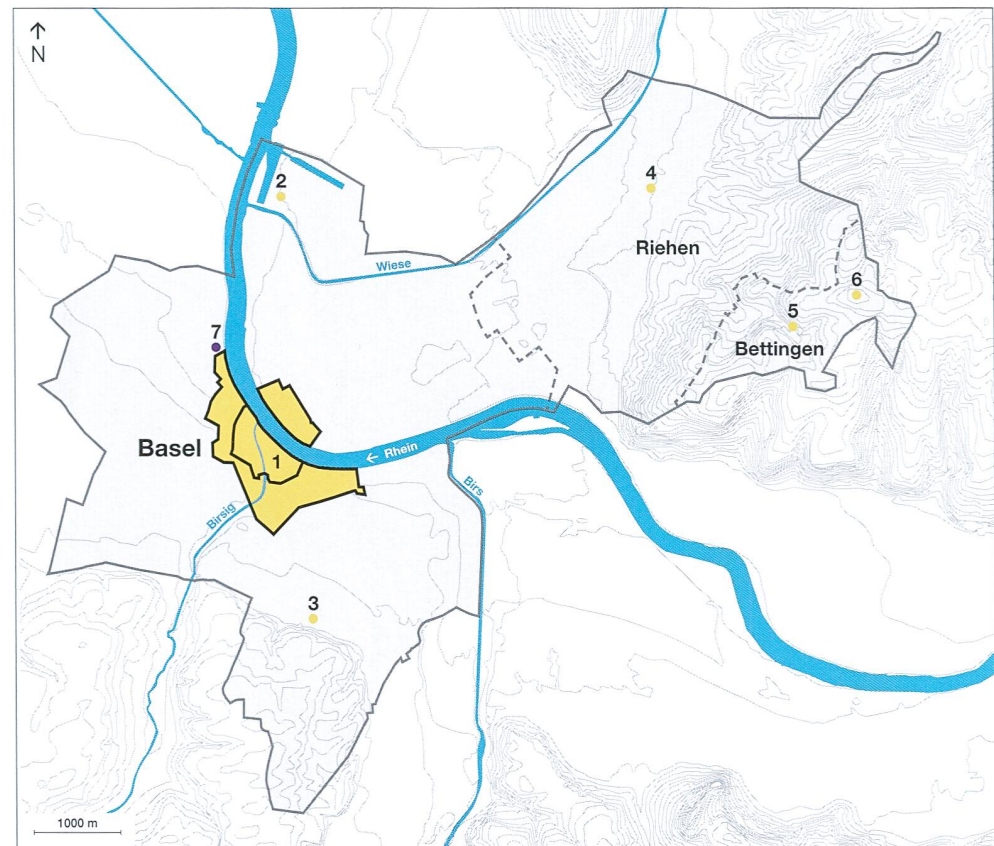 ↑
N
2
4
Riehen
Wiese
6
5
Bettingen
7
Basel
1
← Rhein
Birs
Birsig
3
1000 m